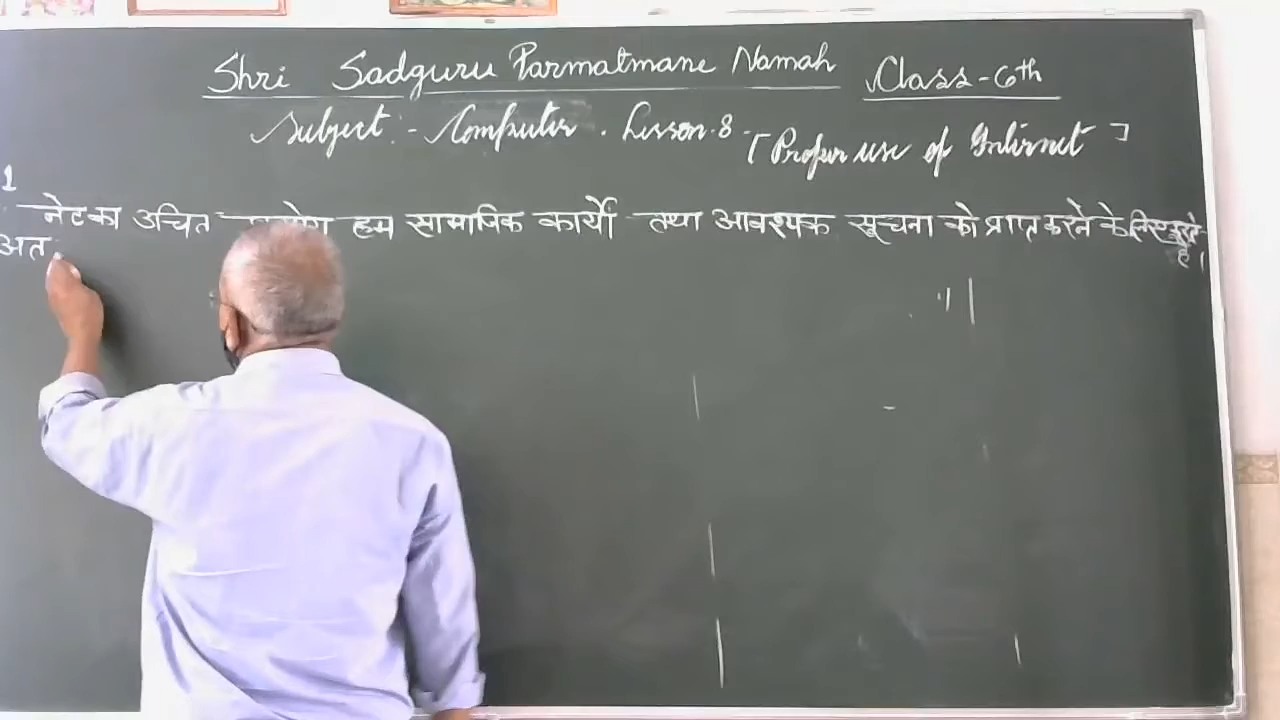 Shri Sadguru Parmatmane Namah Class-6th
Subject:- Computer. Lesson.8- [Proper use of Internet]
1
नेट का उचित हम सामाजिक कार्यों तथा आवश्यक सूचना को प्राप्त करने के लिए है।
अत